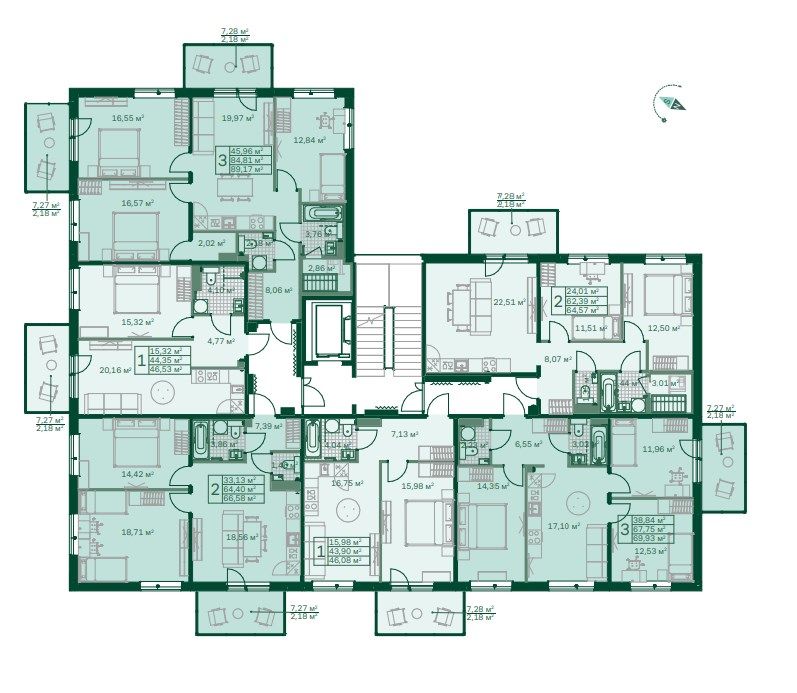 7,28 м²
2,18 м²
16,55 м²
19,97 м²
12,84 м²
3
45,96 м²
84,81 м²
89,17 м²
16,57 м²
7,27 м²
2,18 м²
7,28 м²
2,18 м²
2,02 м²
2,18 м²
3,76 м²
2,86 м²
8,06 м²
4,10 м²
15,32 м²
4,77 м²
1
15,32 м²
44,35 м²
46,53 м²
20,16 м²
22,51 м²
2
24,01 м²
62,39 м²
64,57 м²
11,51 м²
12,50 м²
8,07 м²
3,01 м²
7,27 м²
2,18 м²
7,27 м²
2,18 м²
7,39 м²
3,86 м²
4,04 м²
7,13 м²
6,55 м²
3,01 м²
11,96 м²
14,42 м²
2
33,13 м²
64,40 м²
66,58 м²
16,75 м²
15,98 м²
14,35 м²
17,10 м²
18,71 м²
18,56 м²
1
15,98 м²
43,90 м²
46,08 м²
3
38,84 м²
67,75 м²
69,93 м²
12,53 м²
7,27 м²
2,18 м²
7,28 м²
2,18 м²